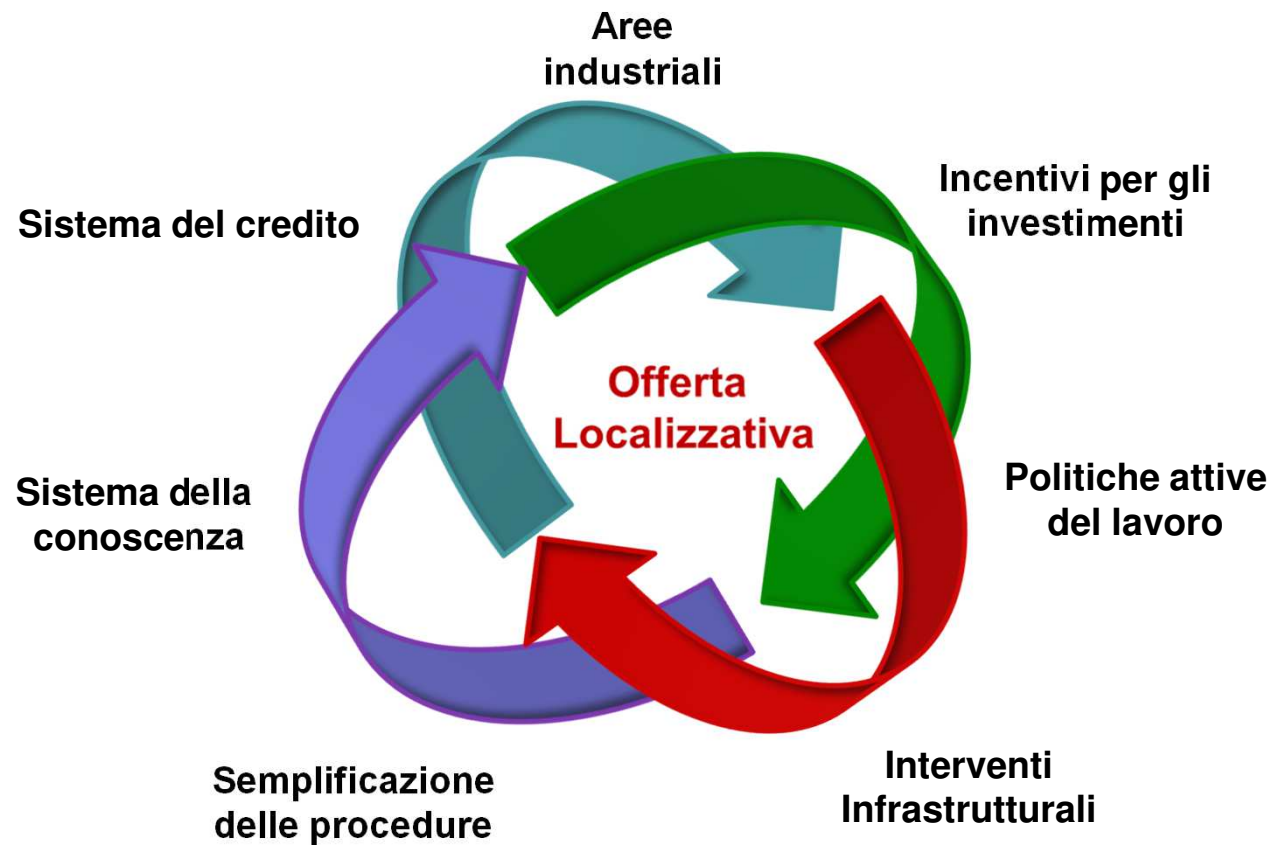 Aree
industriali
Incentivi per gli
investimenti
Sistema del credito
Offerta
Localizzativa
Politiche attive
del lavoro
Sistema della
conoscenza
Interventi
Infrastrutturali
Semplificazione
delle procedure